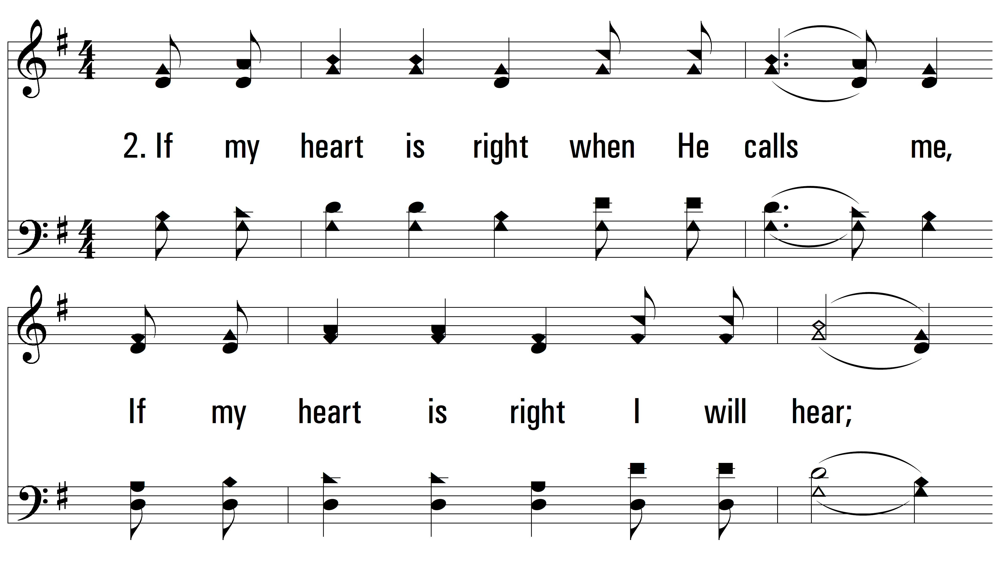 2. If my heart is right when He calls me,
If my heart is right I will hear;